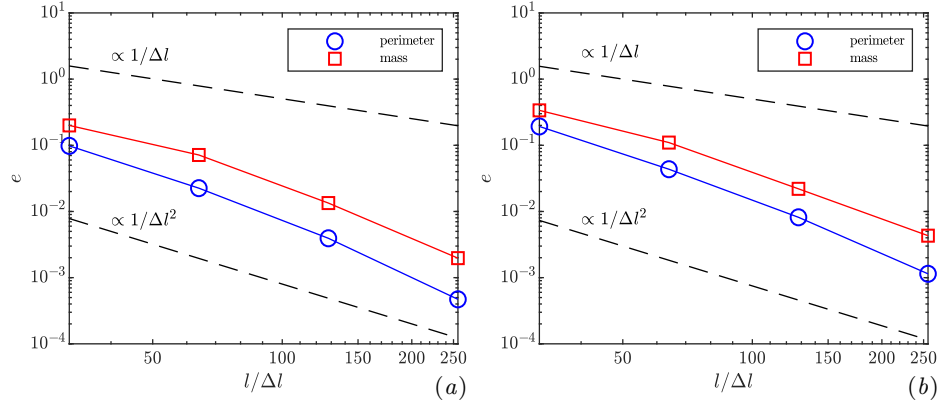 10^1
10^0
10^{-1}
10^{-2}
10^{-3}
10^{-4}
e
∝ 1/Δl
∝ 1/Δl^2
perimeter
mass
50
100
150
200
250
l/Δl
(a)
10^1
10^0
10^{-1}
10^{-2}
10^{-3}
10^{-4}
e
∝ 1/Δl
∝ 1/Δl^2
perimeter
mass
50
100
150
200
250
l/Δl
(b)